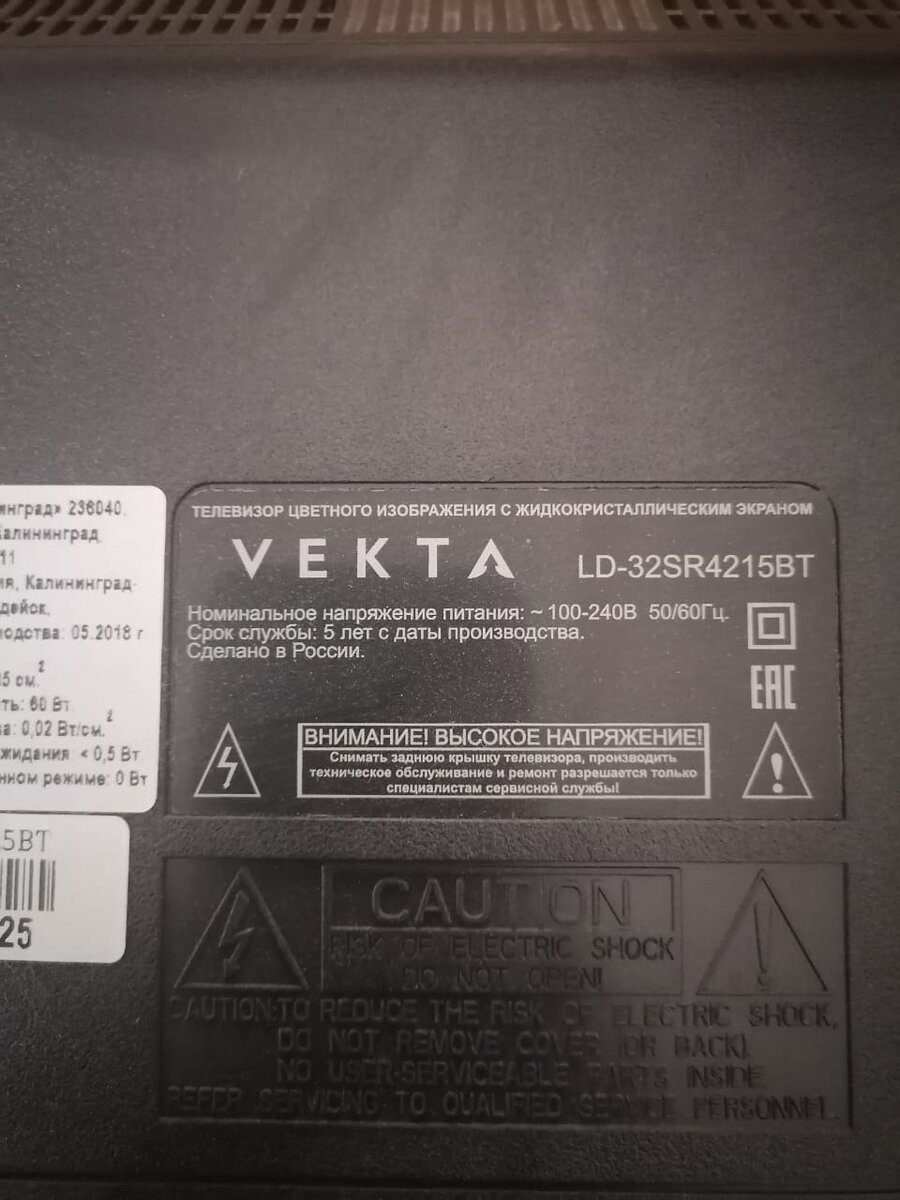 инград» 236040,
Калининград,
11
ия, Калининград-
дейск,
водства: 05.2018 г
5 см.²
ть: 60 Вт
ва: 0,02 Вт/см.²
жидания: < 0,5 Вт
нном режиме: 0 Вт
5BT
25
ТЕЛЕВИЗОР ЦВЕТНОГО ИЗОБРАЖЕНИЯ С ЖИДКОКРИСТАЛЛИЧЕСКИМ ЭКРАНОМ
VEKTA LD-32SR4215BT
Номинальное напряжение питания: ~ 100-240В 50/60Гц.
Срок службы: 5 лет с даты производства.
Сделано в России.
EAC
ВНИМАНИЕ! ВЫСОКОЕ НАПРЯЖЕНИЕ!
Снимать заднюю крышку телевизора, производить
техническое обслуживание и ремонт разрешается только
специалистам сервисной службы!
CAUTION
RISK OF ELECTRIC SHOCK
DO NOT OPEN!
CAUTION:TO REDUCE THE RISK OF ELECTRIC SHOCK,
DO NOT REMOVE COVER (OR BACK).
NO USER-SERVICEABLE PARTS INSIDE.
REFER SERVICING TO QUALIFIED SERVICE PERSONNEL.